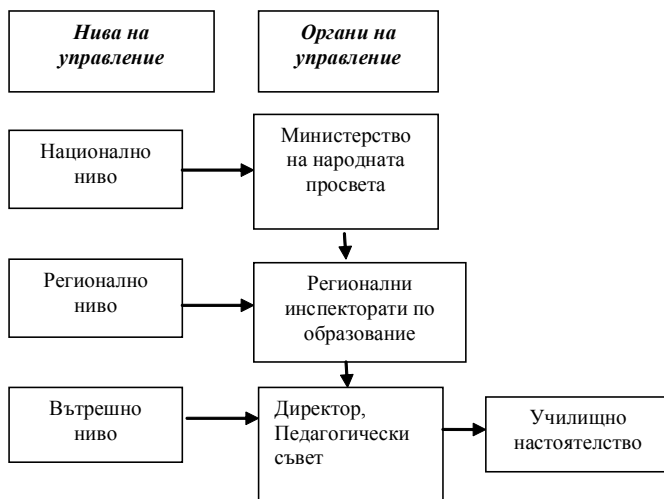 Нива на
управление
Органи на
управление
Национално
ниво
Министерство
на народната
просвета
Регионално
ниво
Регионални
инспекторати по
образование
Вътрешно
ниво
Директор,
Педагогически
съвет
Училищно
настоятелство